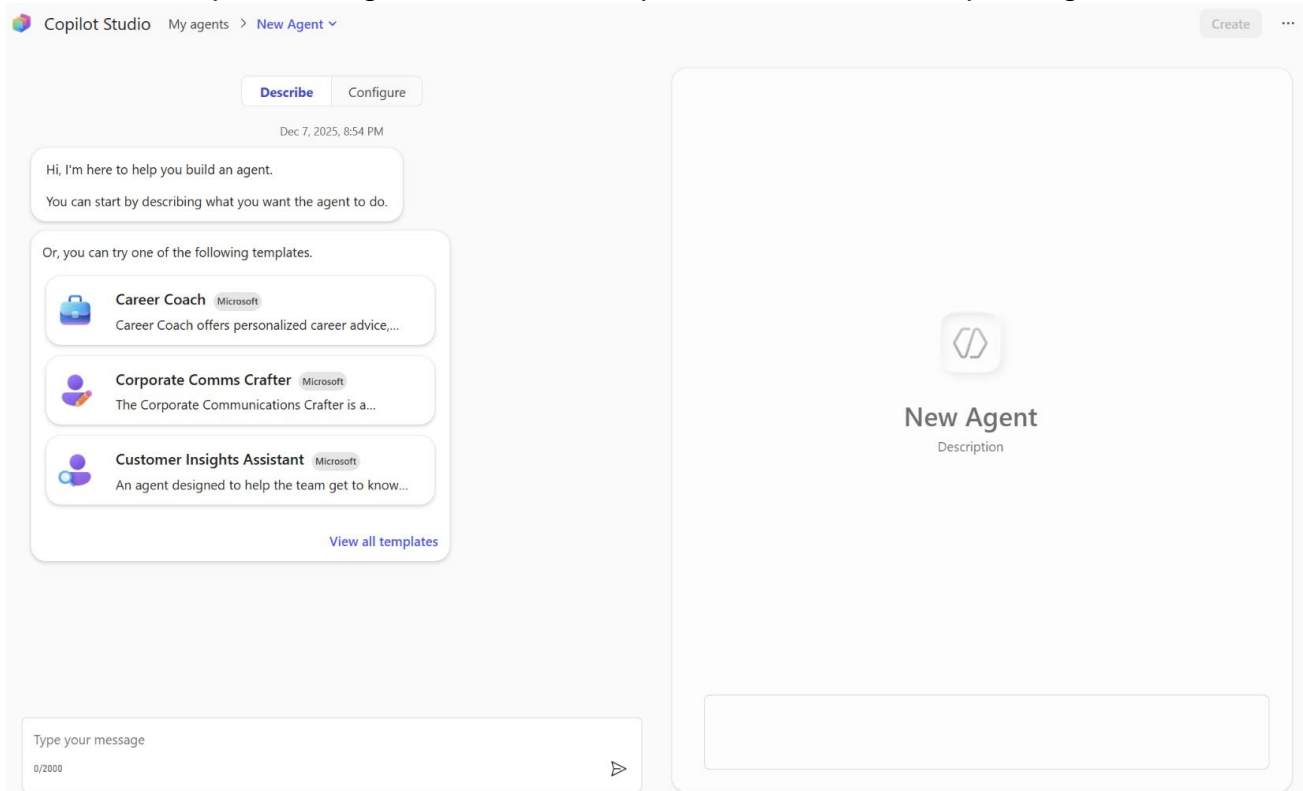 Copilot Studio My agents > New Agent
Create ...
Describe Configure
Dec 7, 2025, 8:54 PM
Hi, I'm here to help you build an agent.
You can start by describing what you want the agent to do.
Or, you can try one of the following templates.
Career Coach Microsoft
Career Coach offers personalized career advice,...
Corporate Comms Crafter Microsoft
The Corporate Communications Crafter is a...
Customer Insights Assistant Microsoft
An agent designed to help the team get to know...
View all templates
Type your message
0/2000
New Agent
Description